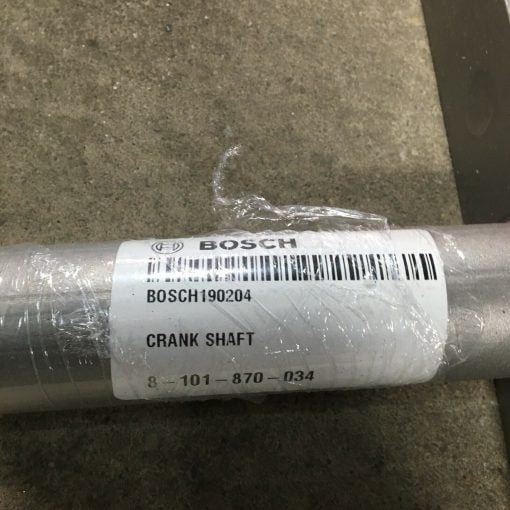 BOSCH
BOSCH190204
CRANK SHAFT
8-101-870-034